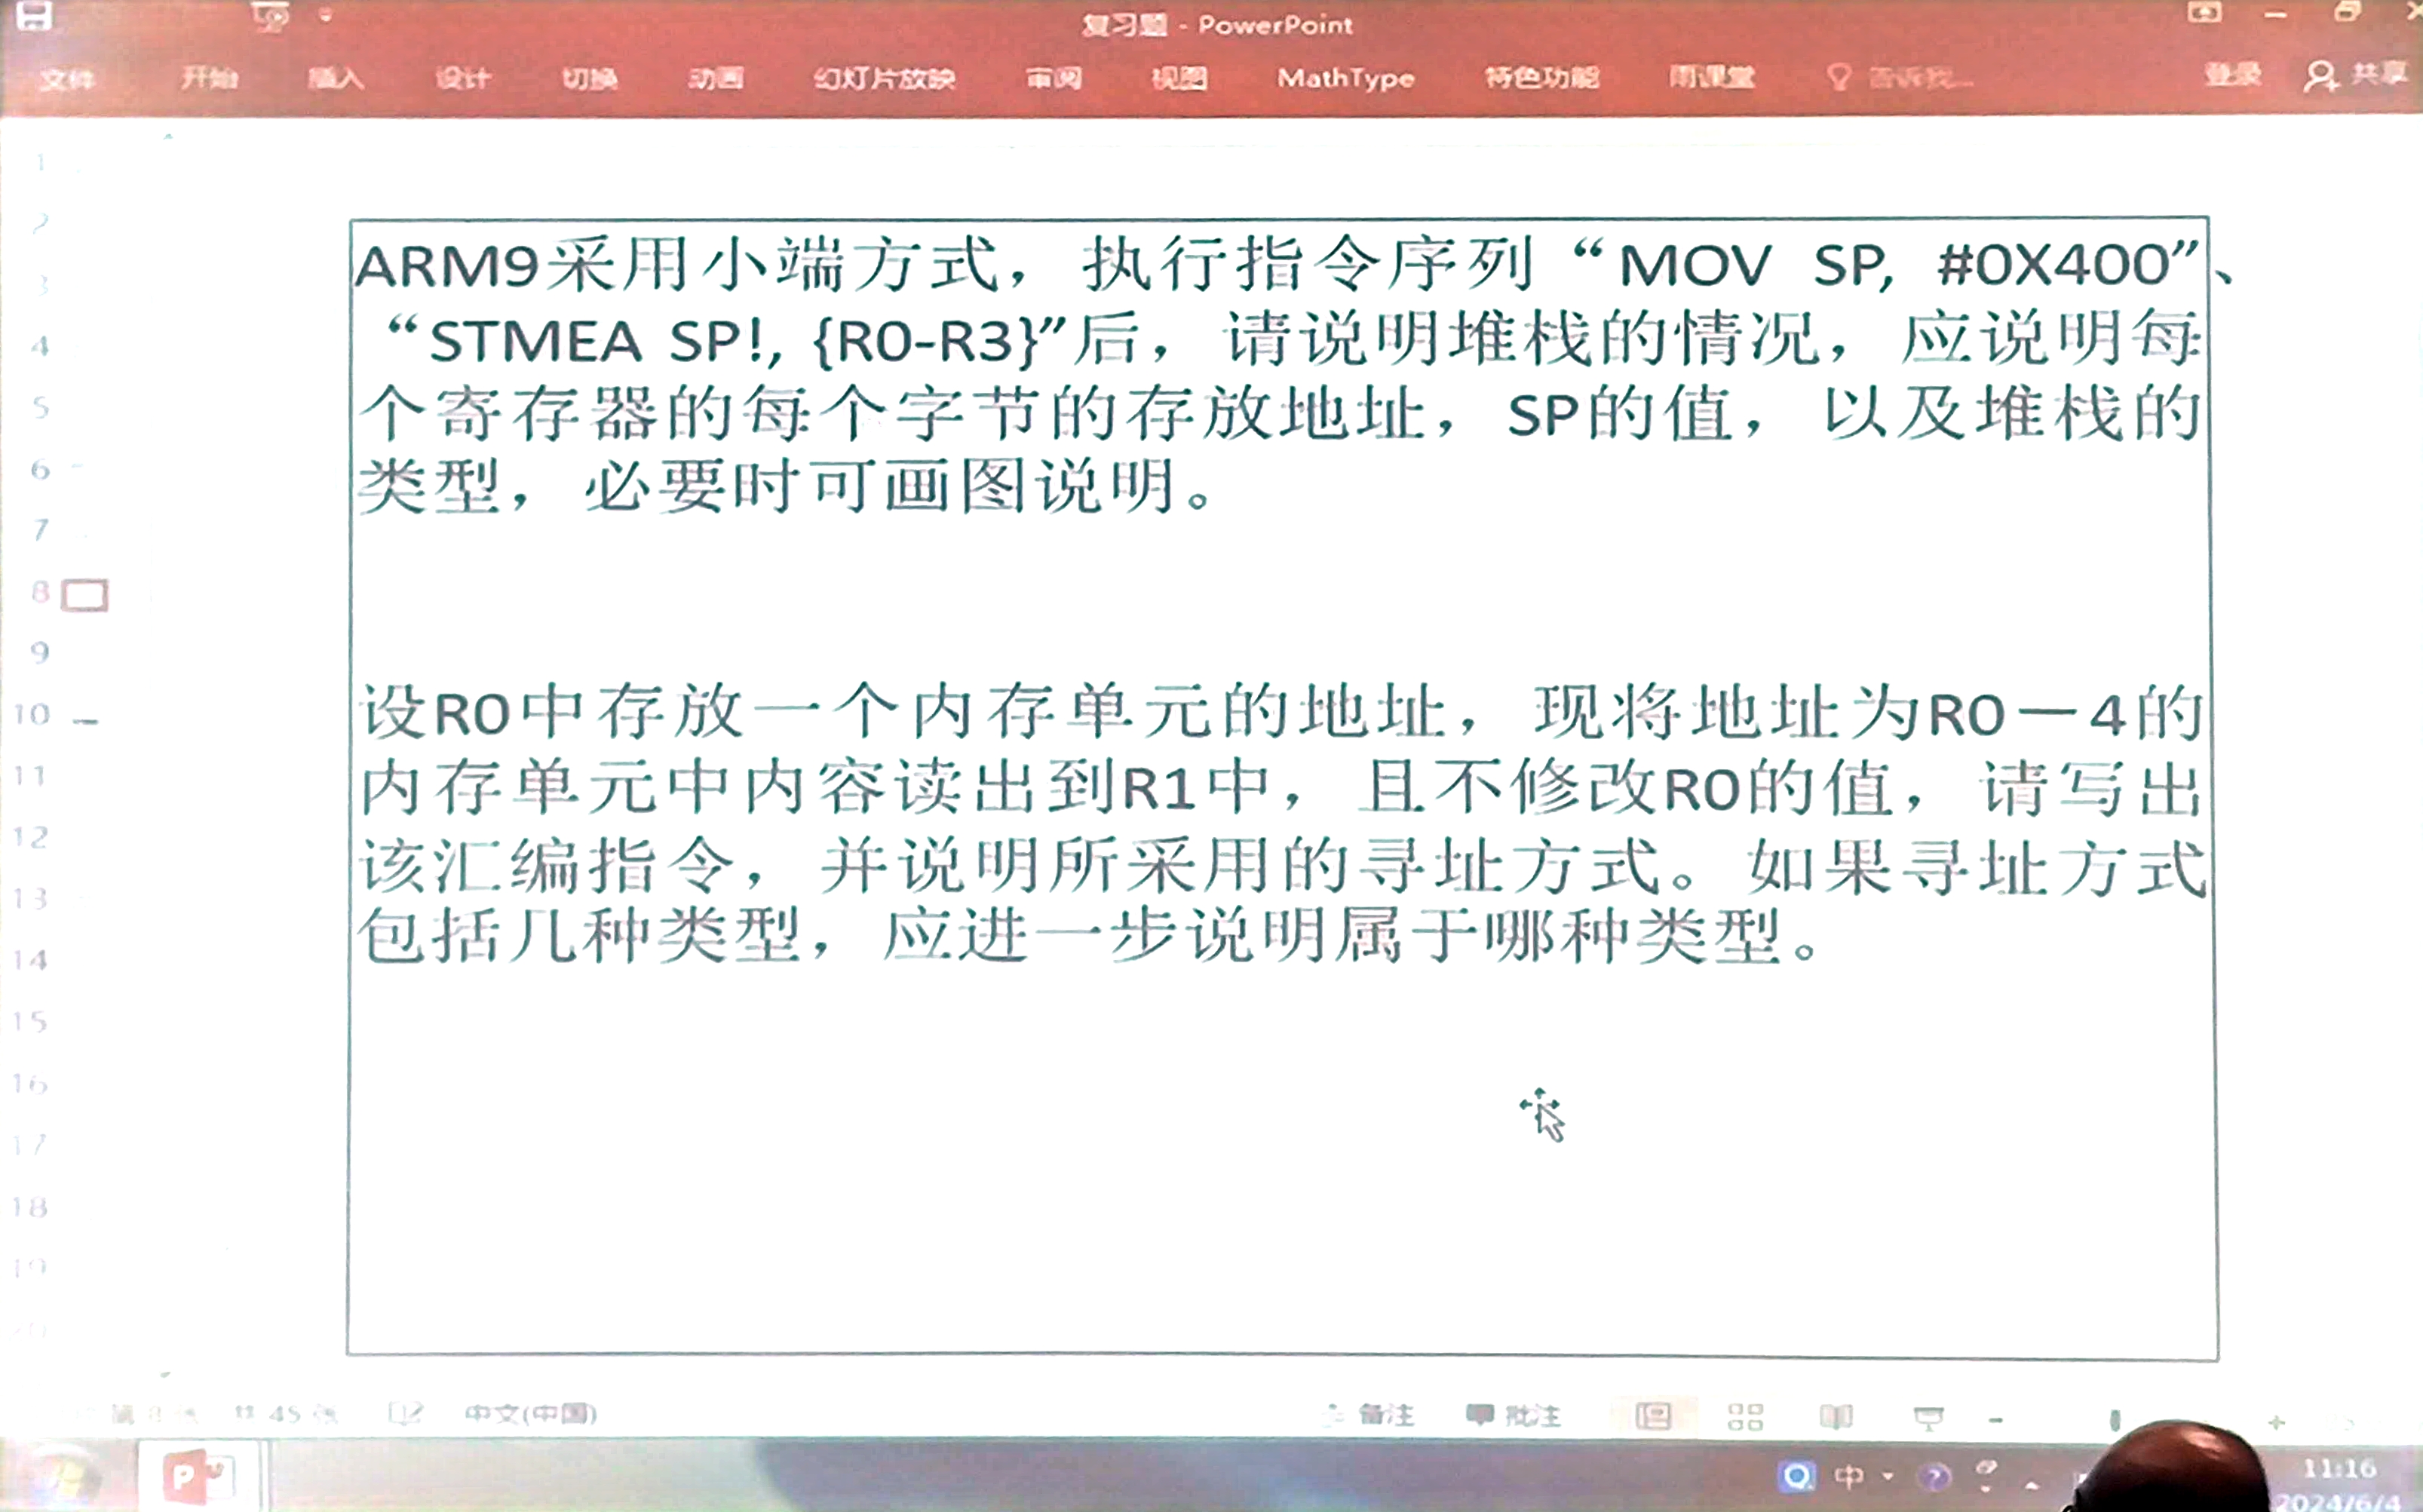 复习题 - PowerPoint
文件 开始 插入 设计 切换 动画 幻灯片放映 审阅 视图 MathType 特色功能 雨课堂 告诉我... 登录 共享
1
2
3
4
5
6
7
8
9
10
11
12
13
14
15
16
17
18
19
20
ARM9采用小端方式，执行指令序列“MOV SP, #0X400”、
“STMEA SP!, {R0-R3}”后，请说明堆栈的情况，应说明每
个寄存器的每个字节的存放地址，SP的值，以及堆栈的
类型，必要时可画图说明。
设R0中存放一个内存单元的地址，现将地址为R0－4的
内存单元中内容读出到R1中，且不修改R0的值，请写出
该汇编指令，并说明所采用的寻址方式。如果寻址方式
包括几种类型，应进一步说明属于哪种类型。
第 8 张 共 45 张 中文(中国) 备注 批注
中
11:16
2024/6/4